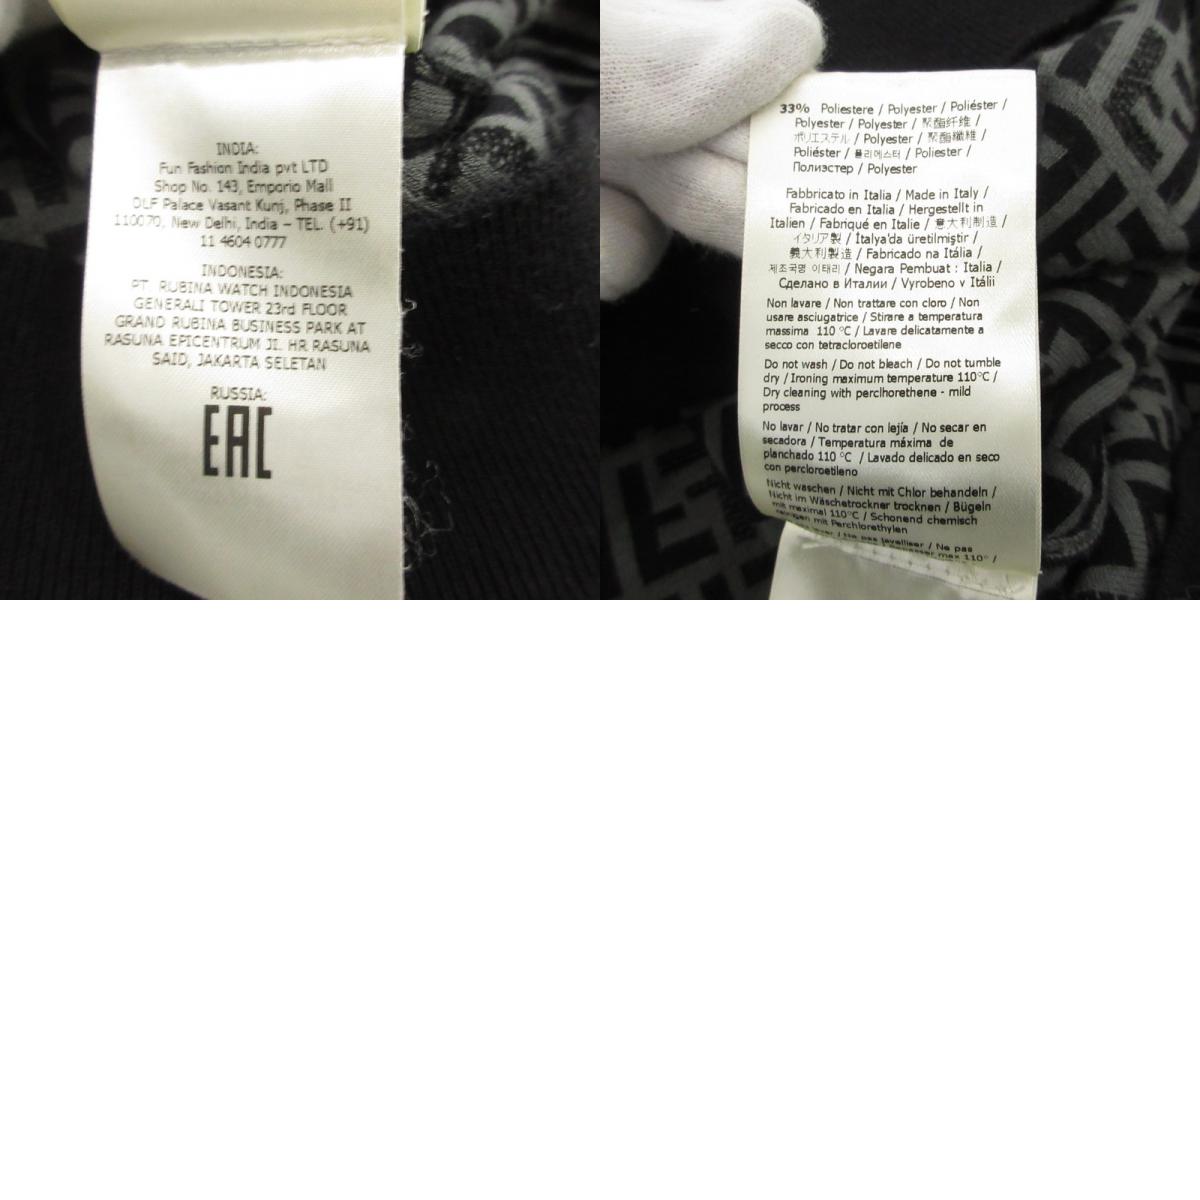 INDIA:
Fun Fashion India pvt LTD
Shop No. 143, Emporio Mall
DLF Palace Vasant Kunj, Phase II
110070, New Delhi, India – TEL. (+91)
11 4604 0777
INDONESIA:
PT. RUBINA WATCH INDONESIA
GENERALI TOWER 23rd FLOOR
GRAND RUBINA BUSINESS PARK AT
RASUNA EPICENTRUM JI. HR RASUNA
SAID, JAKARTA SELETAN
RUSSIA:
EAC
33% Poliestere / Polyester / Poliéster /
Polyester / Polyester / 聚酯纤维 /
ポリエステル / Polyester / 聚酯纖維 /
Poliéster / 폴리에스터 / Poliester /
Полиэстер / Polyester
Fabbricato in Italia / Made in Italy /
Fabricado en Italia / Hergestellt in
Italien / Fabriqué en Italie / 意大利制造 /
イタリア製 / İtalya'da üretilmiştir /
義大利製造 / Fabricado na Itália /
제조국명 이태리 / Negara Pembuat : Italia /
Сделано в Италии / Vyrobeno v Itálii
Non lavare / Non trattare con cloro / Non
usare asciugatrice / Stirare a temperatura
massima 110 °C / Lavare delicatamente a
secco con tetracloroetilene
Do not wash / Do not bleach / Do not tumble
dry / Ironing maximum temperature 110°C /
Dry cleaning with perclhorethene - mild
process
No lavar / No tratar con lejía / No secar en
secadora / Temperatura máxima de
planchado 110 °C / Lavado delicado en seco
con percloroetileno
Nicht waschen / Nicht mit Chlor behandeln /
Nicht im Wäschetrockner trocknen / Bügeln
mit maximal 110°C / Schonend chemisch
reinigen mit Perchlorethylen
laver / Ne pas javelliser / Ne pas
Repasser max 110° /